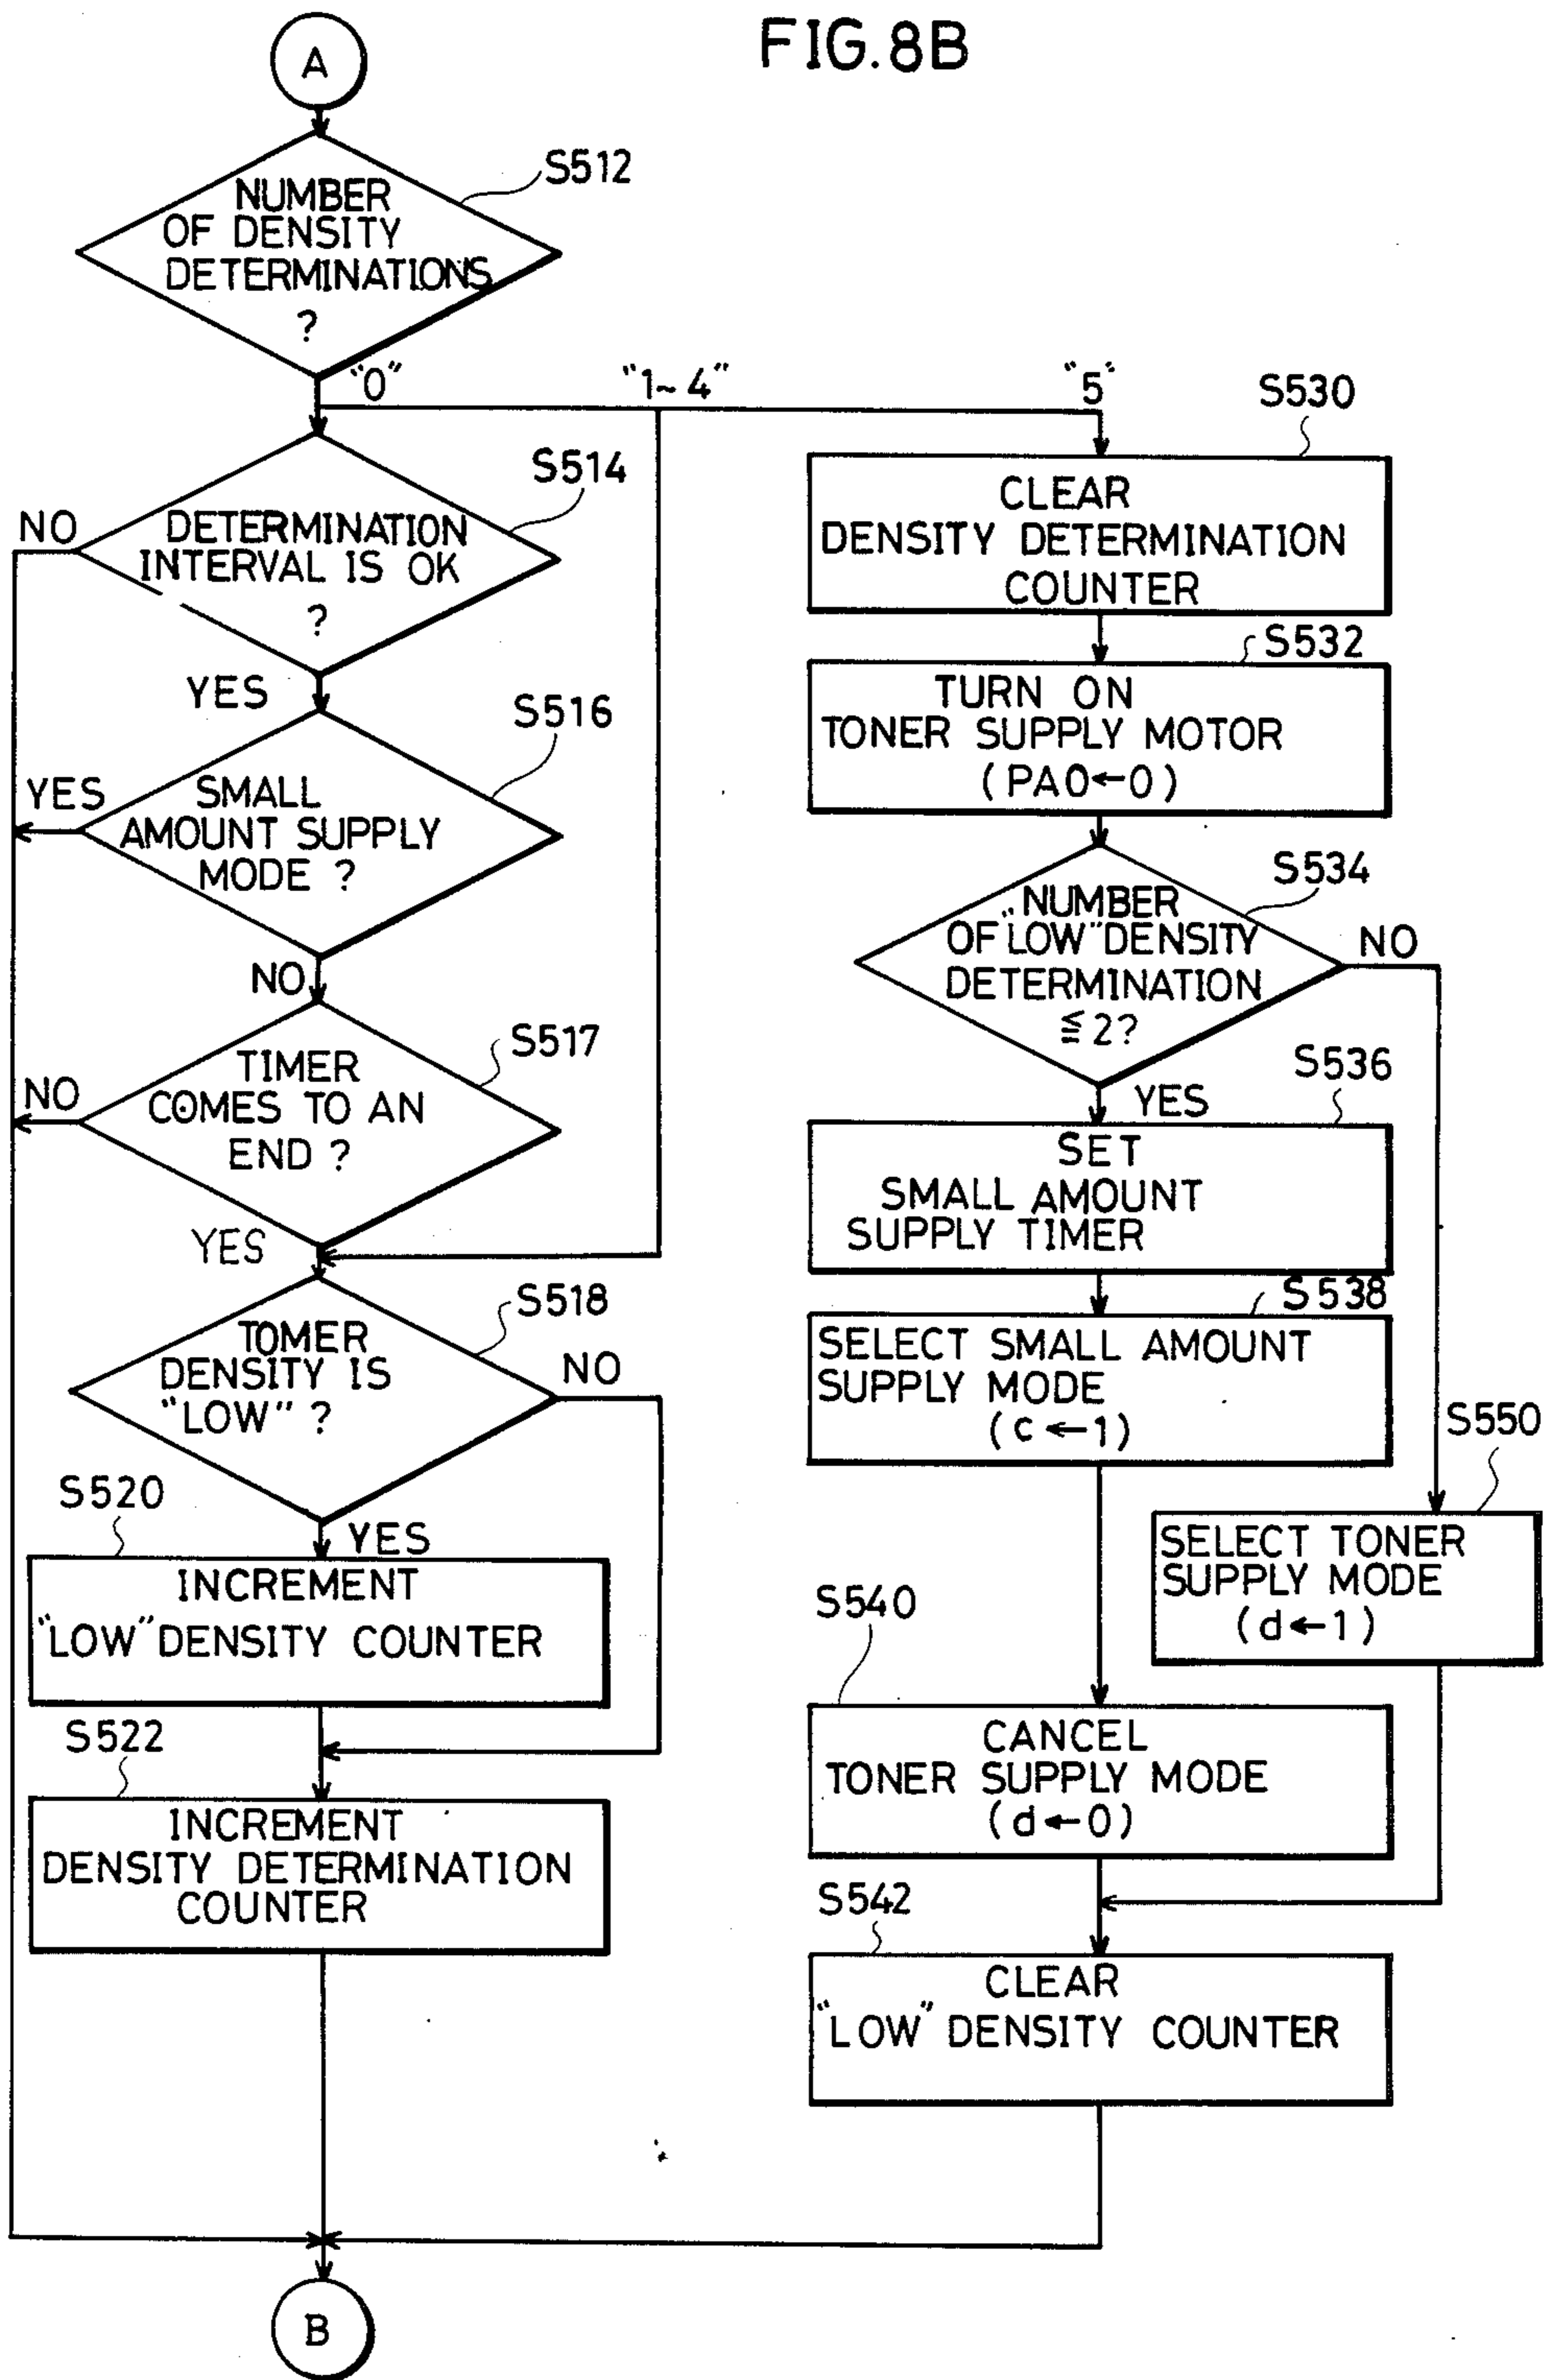 FIG.8B
A
S512
NUMBER
OF DENSITY
DETERMINATIONS
?
"0"
"1~4"
"5"
S514
DETERMINATION
INTERVAL IS OK
?
NO
YES
S516
SMALL
AMOUNT SUPPLY
MODE ?
YES
NO
S517
TIMER
COMES TO AN
END ?
NO
YES
S518
TOMER
DENSITY IS
"LOW" ?
NO
YES
S520
INCREMENT
"LOW" DENSITY COUNTER
S522
INCREMENT
DENSITY DETERMINATION
COUNTER
S530
CLEAR
DENSITY DETERMINATION
COUNTER
S532
TURN ON
TONER SUPPLY MOTOR
(PA0←0)
S534
NUMBER
OF "LOW" DENSITY
DETERMINATION
≦2?
NO
YES
S536
SET
SMALL AMOUNT
SUPPLY TIMER
S538
SELECT SMALL AMOUNT
SUPPLY MODE
(c←1)
S550
SELECT TONER
SUPPLY MODE
(d←1)
S540
CANCEL
TONER SUPPLY MODE
(d←0)
S542
CLEAR
"LOW" DENSITY COUNTER
B